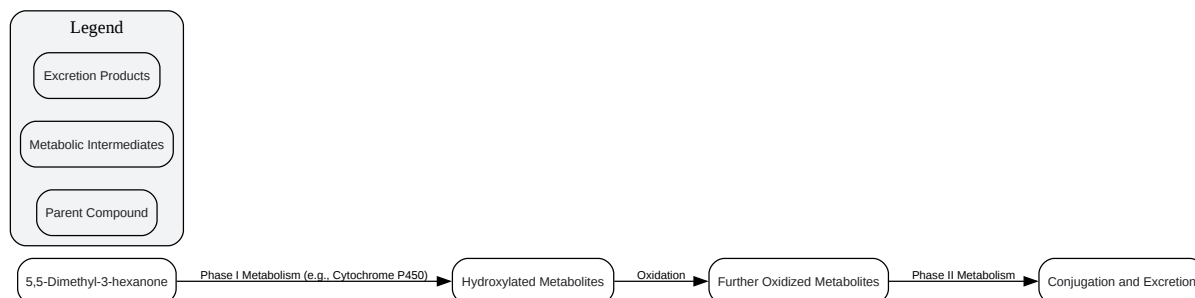 Legend
Excretion Products
Metabolic Intermediates
Parent Compound
5,5-Dimethyl-3-hexanone
Phase I Metabolism (e.g., Cytochrome P450)
Hydroxylated Metabolites
Oxidation
Further Oxidized Metabolites
Phase II Metabolism
Conjugation and Excretion